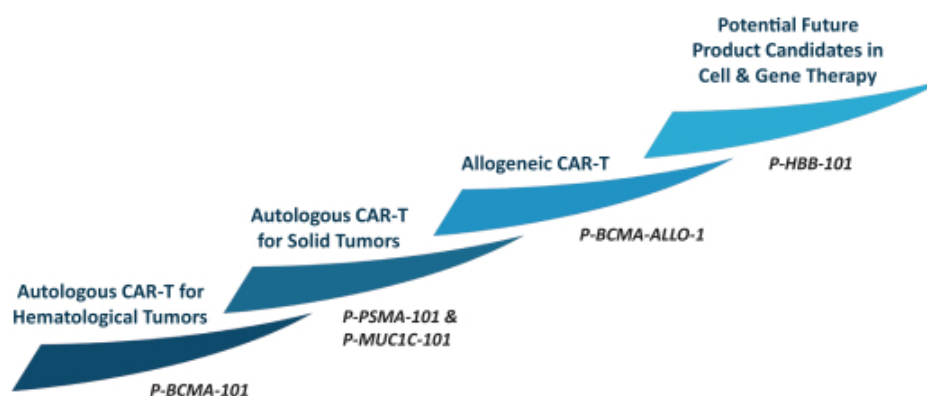 Potential Future
Product Candidates in
Cell & Gene Therapy
P-HBB-101
Allogeneic CAR-T
P-BCMA-ALLO-1
Autologous CAR-T
for Solid Tumors
P-PSMA-101 &
P-MUC1C-101
Autologous CAR-T for
Hematological Tumors
P-BCMA-101